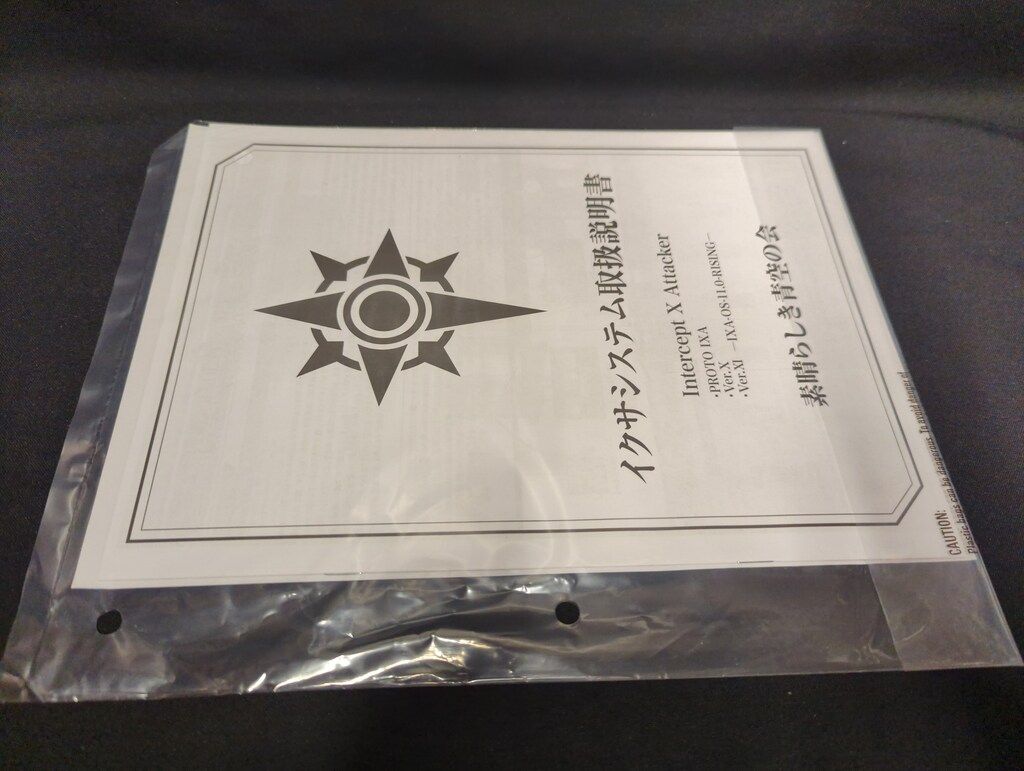 イクサシステム取扱説明書
Intercept X Attacker
・PROTO IXA
・Ver.X
・Ver.XI －IXA-OS-11.0-RISING－
素晴らしき青空の会
CAUTION:
Plastic bags can be dangerous. To avoid danger of